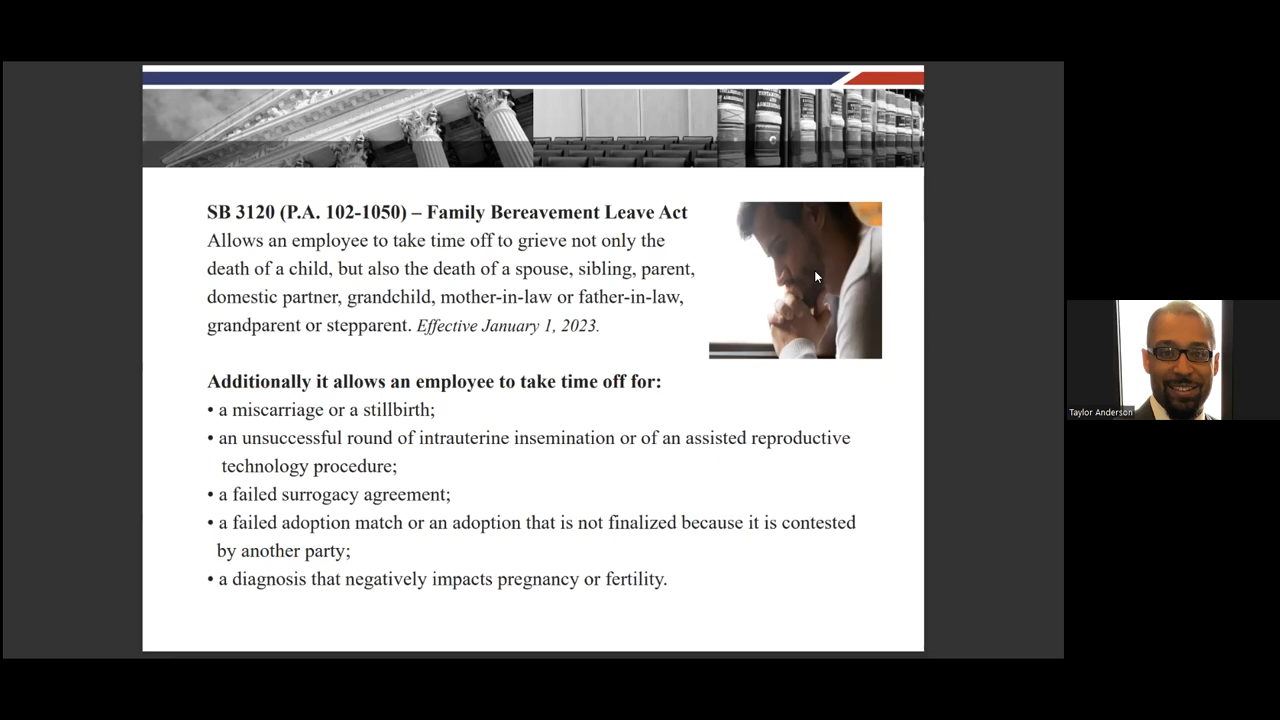 SB 3120 (P.A. 102-1050) – Family Bereavement Leave Act
Allows an employee to take time off to grieve not only the
death of a child, but also the death of a spouse, sibling, parent,
domestic partner, grandchild, mother-in-law or father-in-law,
grandparent or stepparent. Effective January 1, 2023.
Additionally it allows an employee to take time off for:
• a miscarriage or a stillbirth;
• an unsuccessful round of intrauterine insemination or of an assisted reproductive
technology procedure;
• a failed surrogacy agreement;
• a failed adoption match or an adoption that is not finalized because it is contested
by another party;
• a diagnosis that negatively impacts pregnancy or fertility.
Taylor Anderson